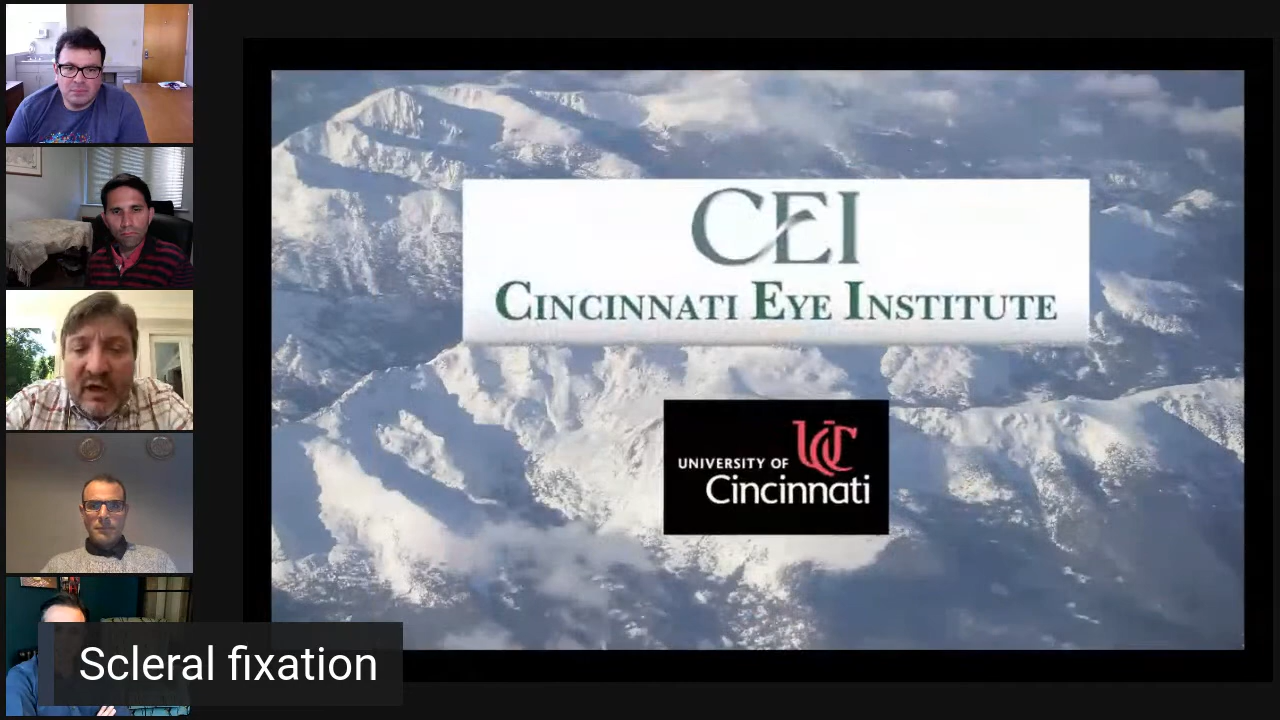 CEI
CINCINNATI EYE INSTITUTE
UC
UNIVERSITY OF
Cincinnati
Scleral fixation